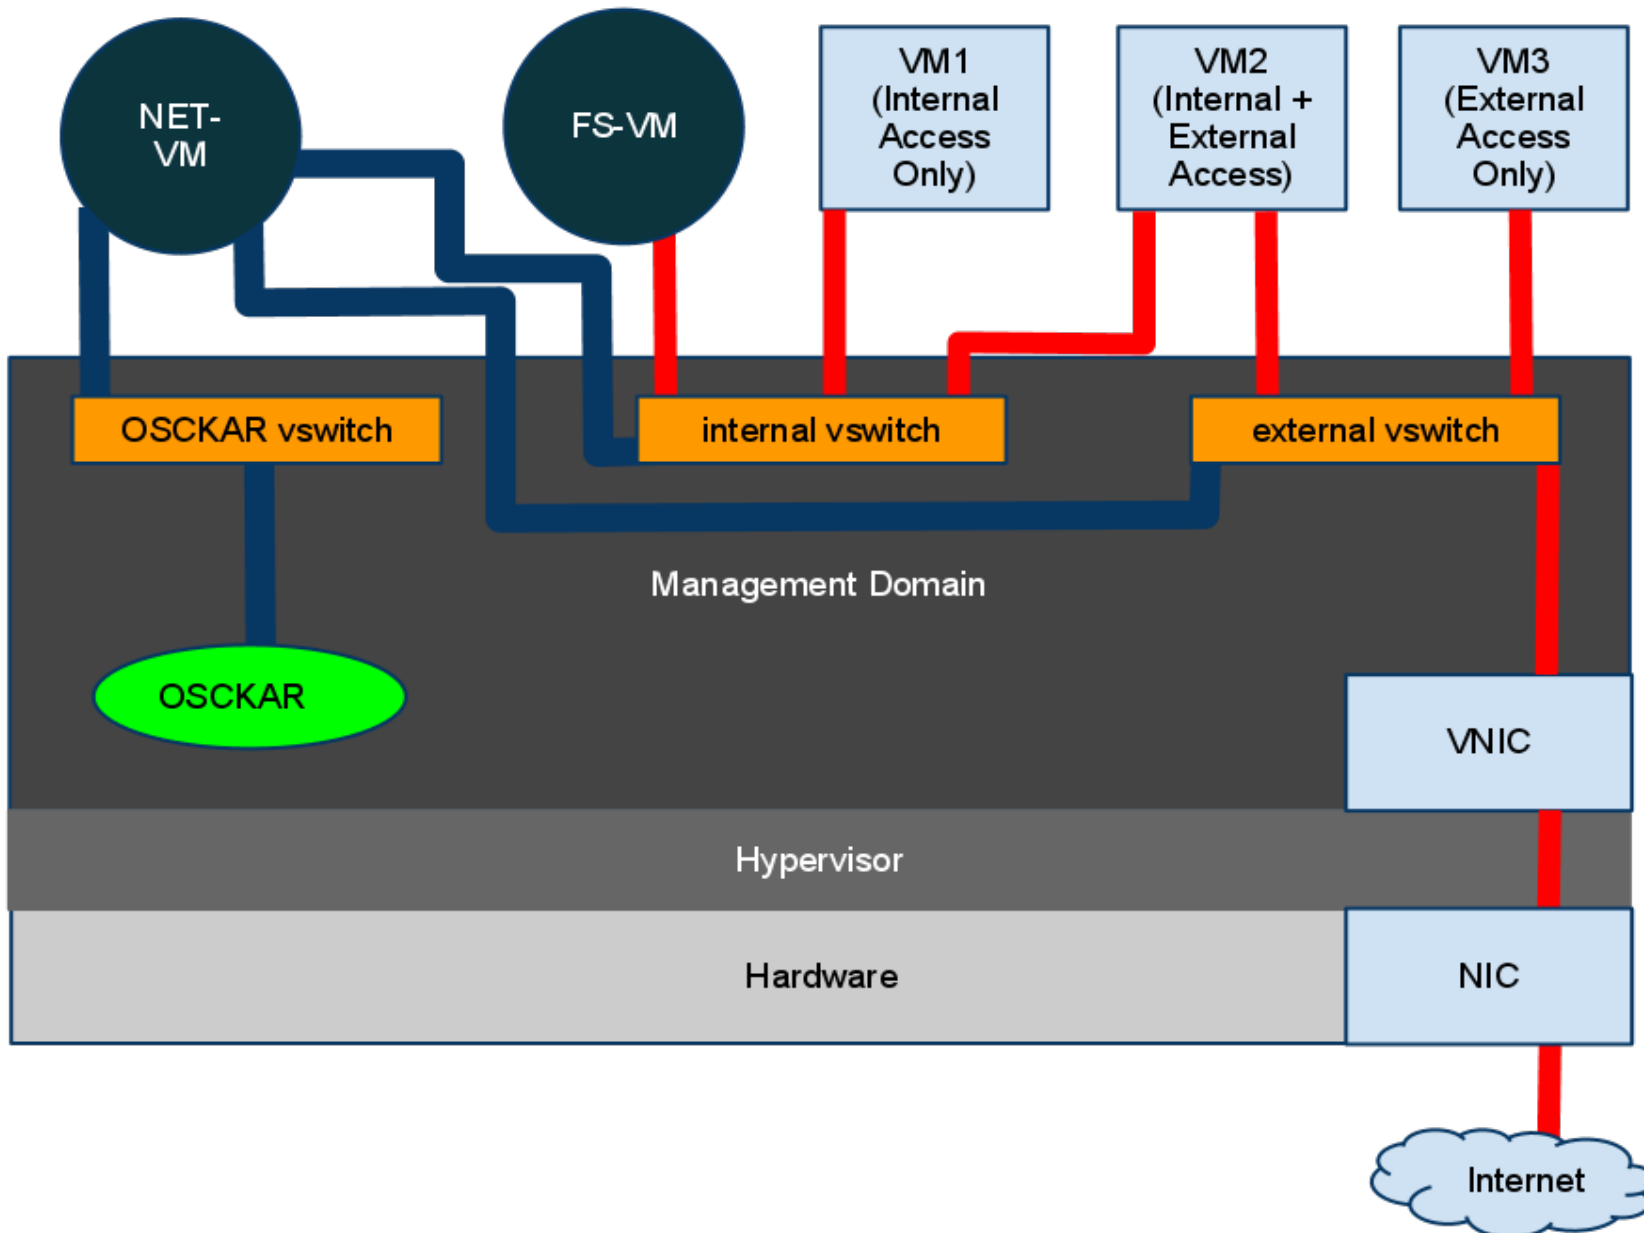 NET-
VM
FS-VM
VM1
(Internal
Access
Only)
VM2
(Internal +
External
Access)
VM3
(External
Access
Only)
OSCKAR vswitch
internal vswitch
external vswitch
Management Domain
OSCKAR
VNIC
Hypervisor
Hardware
NIC
Internet